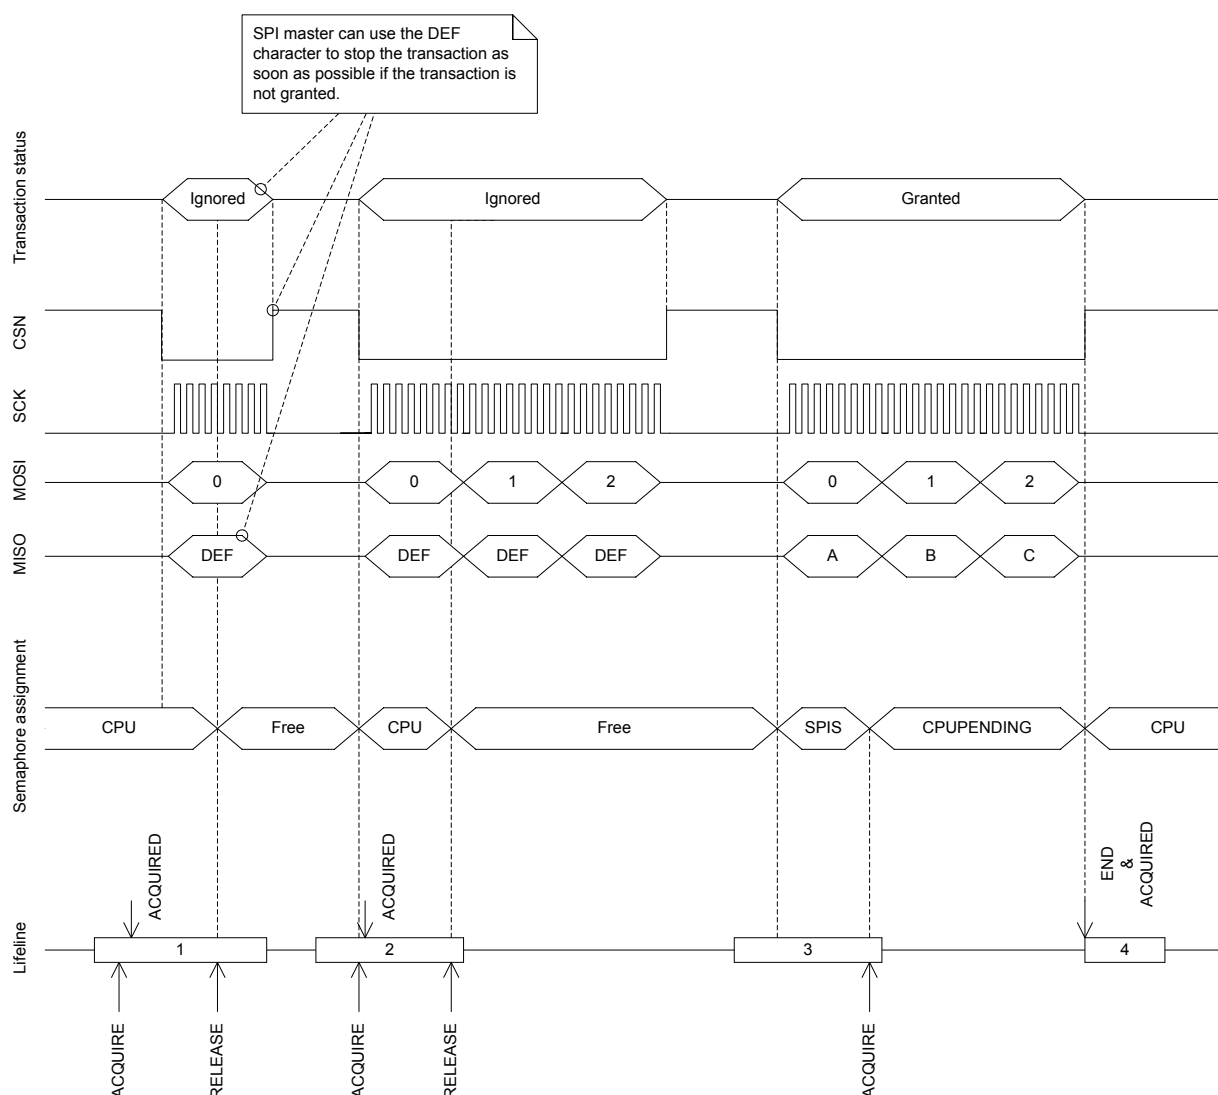 SPI master can use the DEF
character to stop the transaction as
soon as possible if the transaction is
not granted.
Transaction status
Ignored
Ignored
Granted
CSN
SCK
MOSI
0
0
1
2
0
1
2
MISO
DEF
DEF
DEF
DEF
A
B
C
Semaphore assignment
CPU
Free
CPU
Free
SPIS
CPUPENDING
CPU
ACQUIRED
ACQUIRED
END
&
ACQUIRED
Lifeline
1
2
3
4
ACQUIRE
RELEASE
ACQUIRE
RELEASE
ACQUIRE